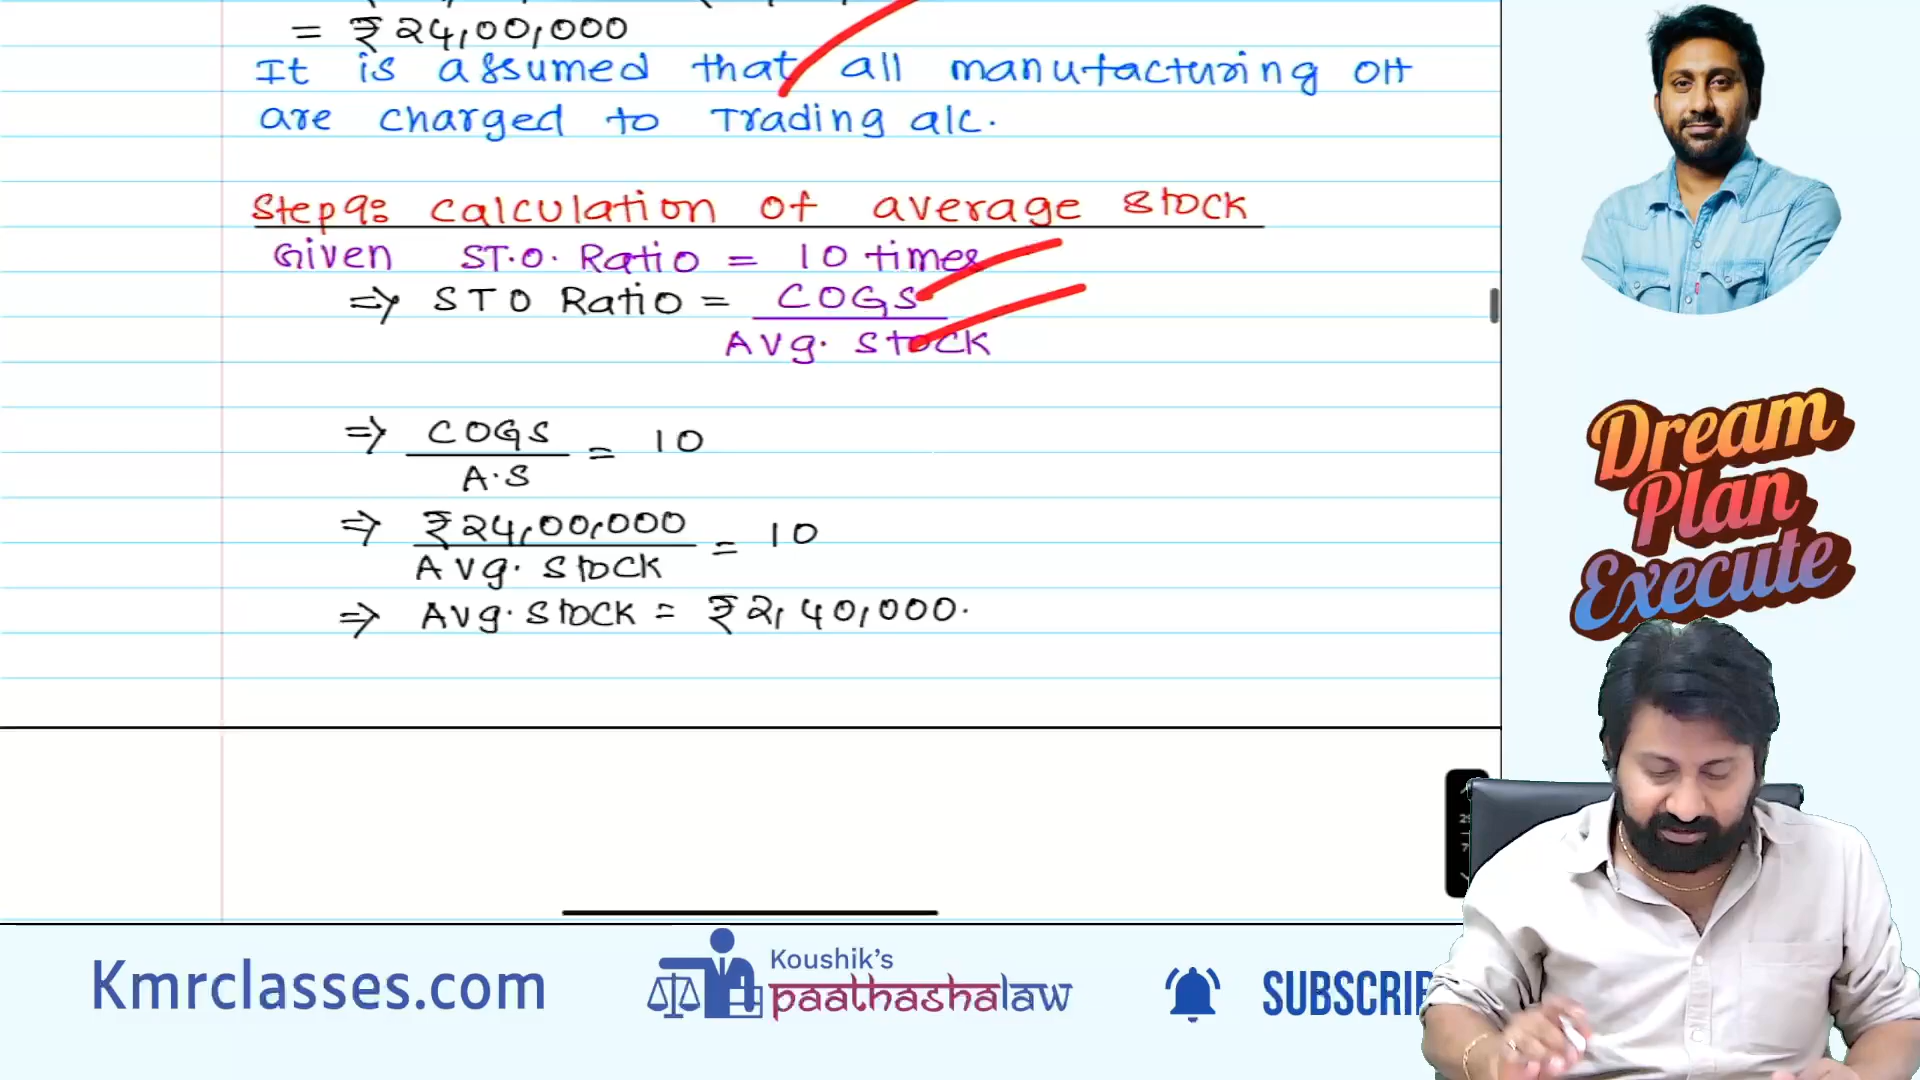 = ₹24,00,000
It is assumed that all manufacturing OH
are charged to Trading a/c.
Step9: Calculation of average Stock
Given ST.O. Ratio = 10 times
⇒ STO Ratio = COGS
Avg. Stock
⇒ COGS = 10
A.S
⇒ ₹24,00,000 = 10
Avg. Stock
⇒ Avg. Stock = ₹2,40,000.
Dream
Plan
Execute
Kmrclasses.com
Koushik's
paathashalaw
SUBSCRIB